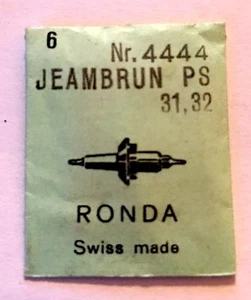 6
Nr. 4444
JEAMBRUN PS
31,32
RONDA
Swiss made